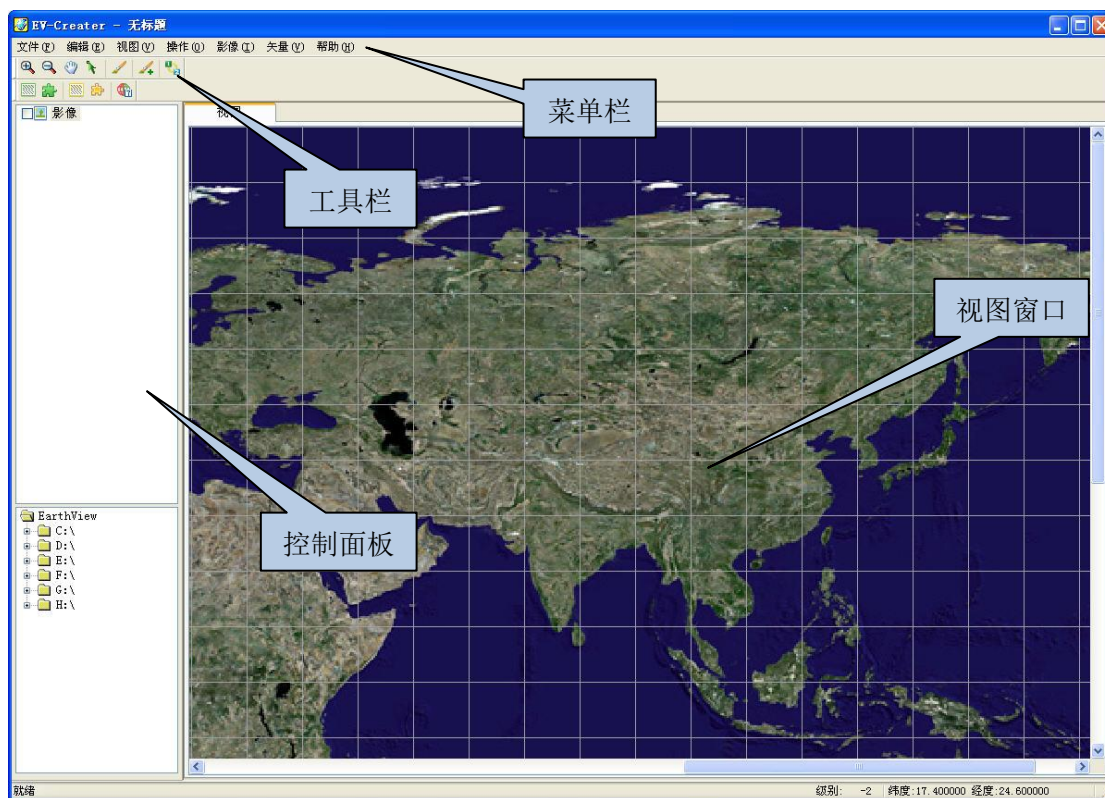 EV-Creater - 无标题
文件(F) 编辑(E) 视图(V) 操作(O) 影像(I) 矢量(V) 帮助(H)
菜单栏
影像
视图
工具栏
视图窗口
控制面板
EarthView
C:\
D:\
E:\
F:\
G:\
H:\
就绪
级别: -2 纬度:17.400000 经度:24.600000